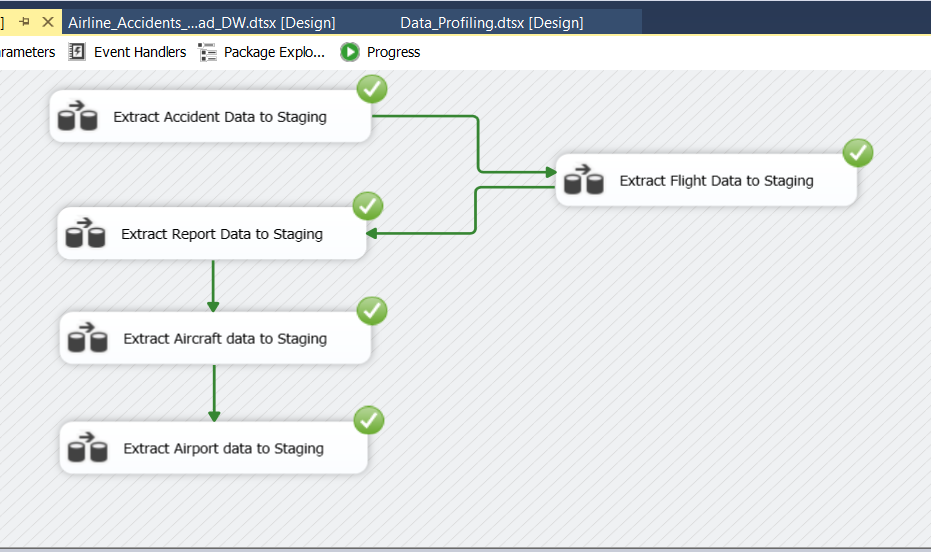 ] Airline_Accidents_...ad_DW.dtsx [Design] Data_Profiling.dtsx [Design]
rameters Event Handlers Package Explo... Progress
Extract Accident Data to Staging
Extract Flight Data to Staging
Extract Report Data to Staging
Extract Aircraft data to Staging
Extract Airport data to Staging